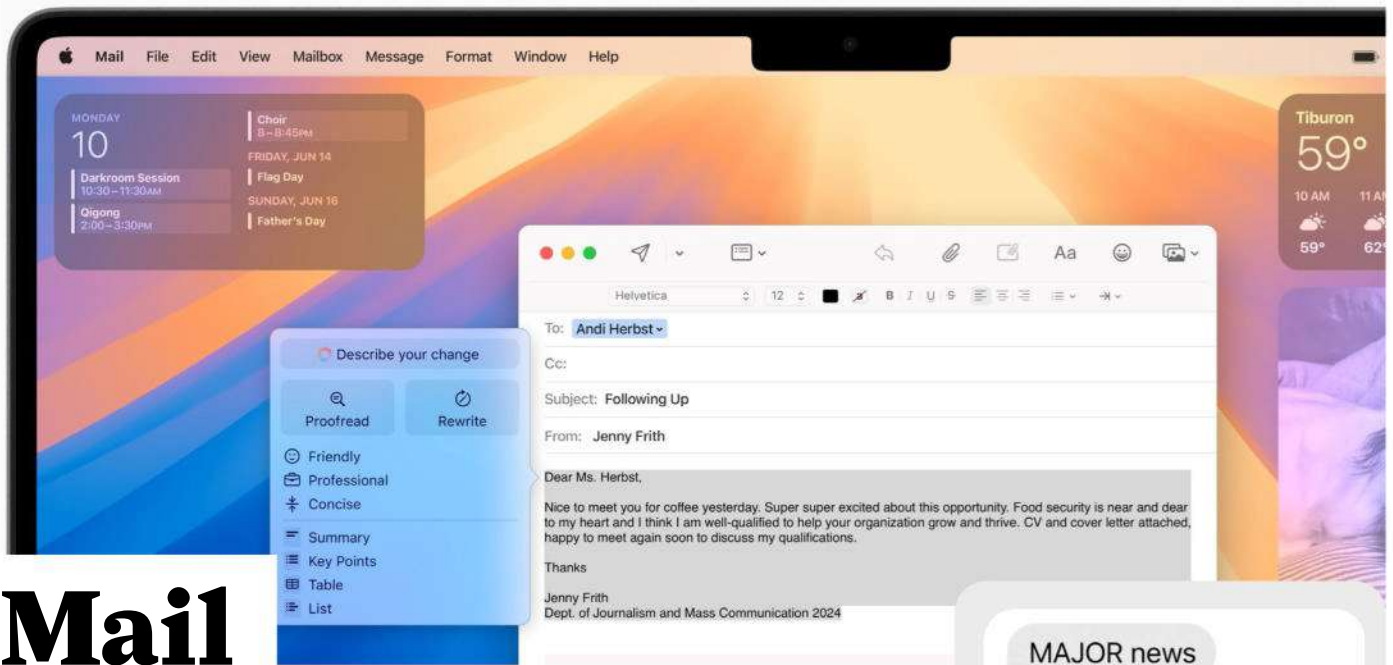 Mail File Edit View Mailbox Message Format Window Help
MONDAY
10
Darkroom Session
10:30–11:30AM
Qigong
2:00–3:30PM
Choir
8–8:45PM
FRIDAY, JUN 14
Flag Day
SUNDAY, JUN 16
Father's Day
Tiburon
59°
10 AM 11 AM
59° 62°
Aa
Helvetica 12 a B I U S
To: Andi Herbst
Cc:
Subject: Following Up
From: Jenny Frith
Describe your change
Proofread Rewrite
Friendly
Professional
Concise
Summary
Key Points
Table
List
Dear Ms. Herbst,
Nice to meet you for coffee yesterday. Super super excited about this opportunity. Food security is near and dear
to my heart and I think I am well-qualified to help your organization grow and thrive. CV and cover letter attached,
happy to meet again soon to discuss my qualifications.
Thanks
Jenny Frith
Dept. of Journalism and Mass Communication 2024
MAJOR news
Mail